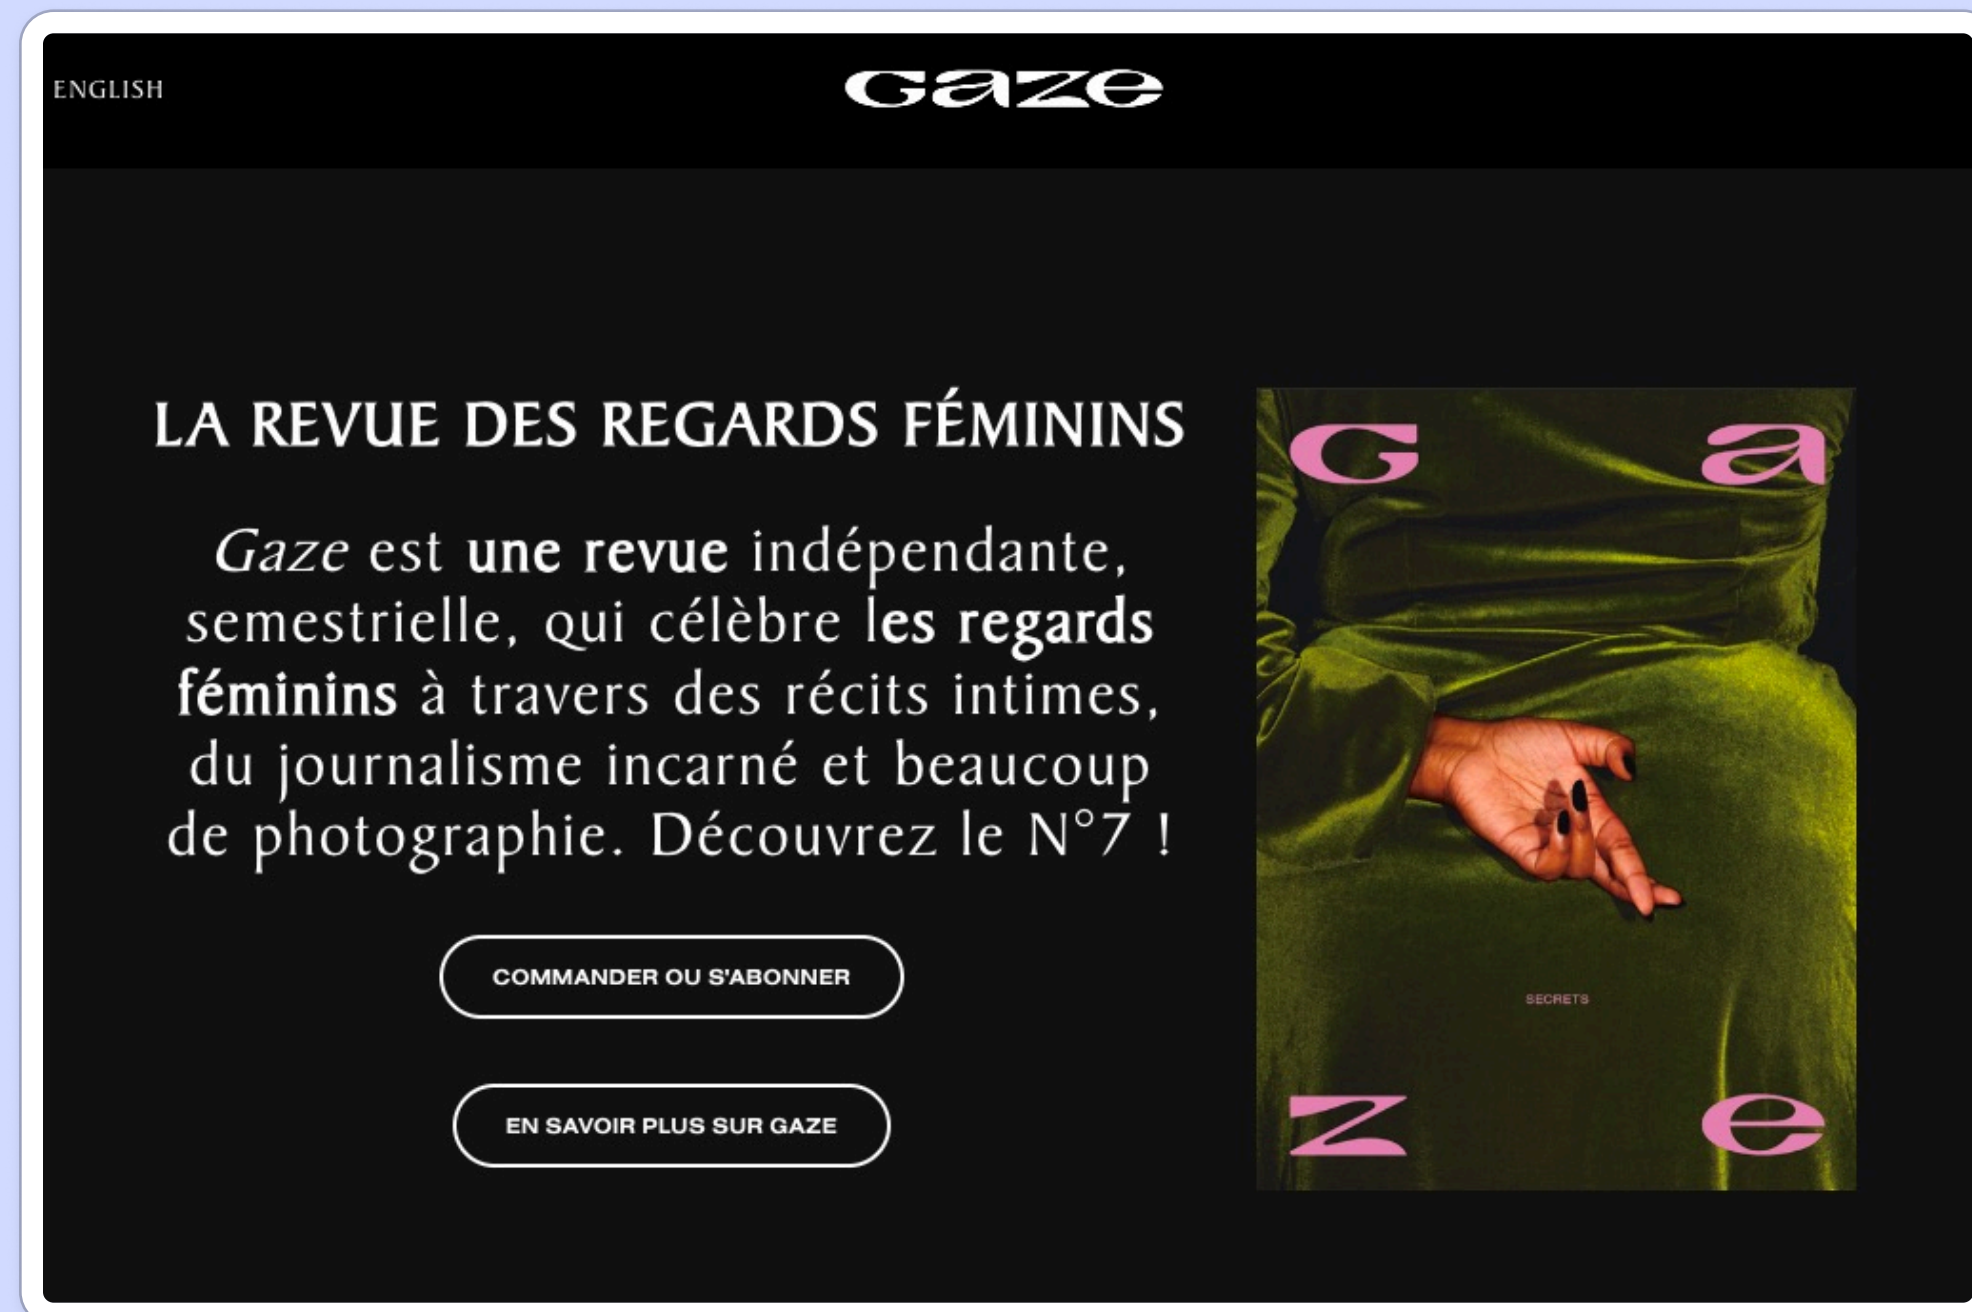 ENGLISH
Gaze
LA REVUE DES REGARDS FÉMININS
Gaze est une revue indépendante,
semestrielle, qui célèbre les regards
féminins à travers des récits intimes,
du journalisme incarné et beaucoup
de photographie. Découvrez le N°7 !
COMMANDER OU S'ABONNER
EN SAVOIR PLUS SUR GAZE
G a
SECRETS
z e